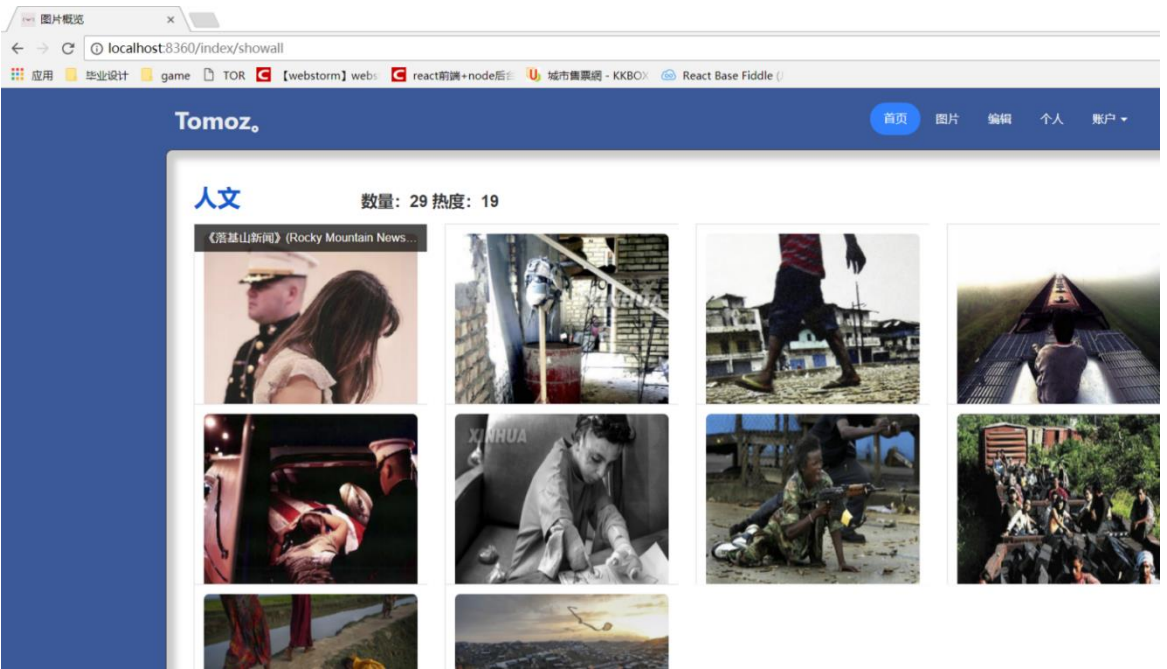 图片概览
localhost:8360/index/showall
应用 毕业设计 game TOR 【webstorm】webs react前端+node后台 城市售票網 - KKBOX React Base Fiddle (
Tomoz。 首页 图片 编辑 个人 账户
人文 数量：29 热度：19
《落基山新闻》(Rocky Mountain News...
XINHUA
XINHUA